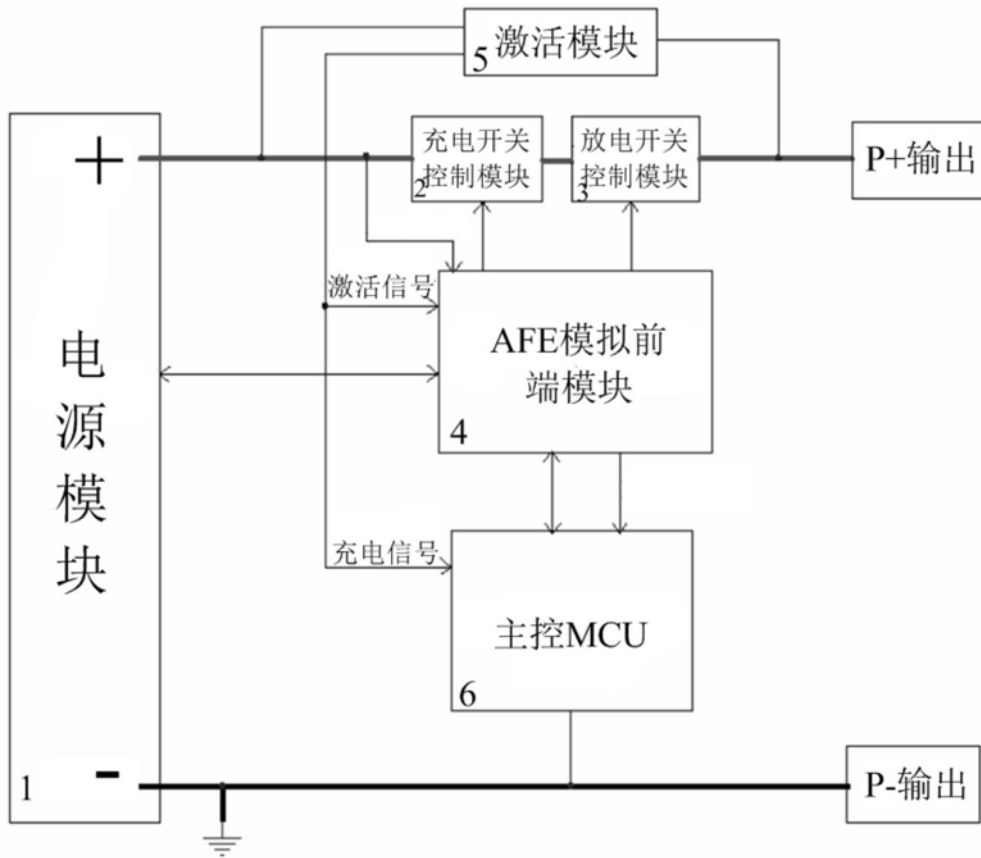 激活模块
5
充电开关
控制模块
2
放电开关
控制模块
3
P+输出
+
激活信号
AFE模拟前
端模块
4
电
源
模
块
充电信号
主控MCU
6
-
1
P-输出